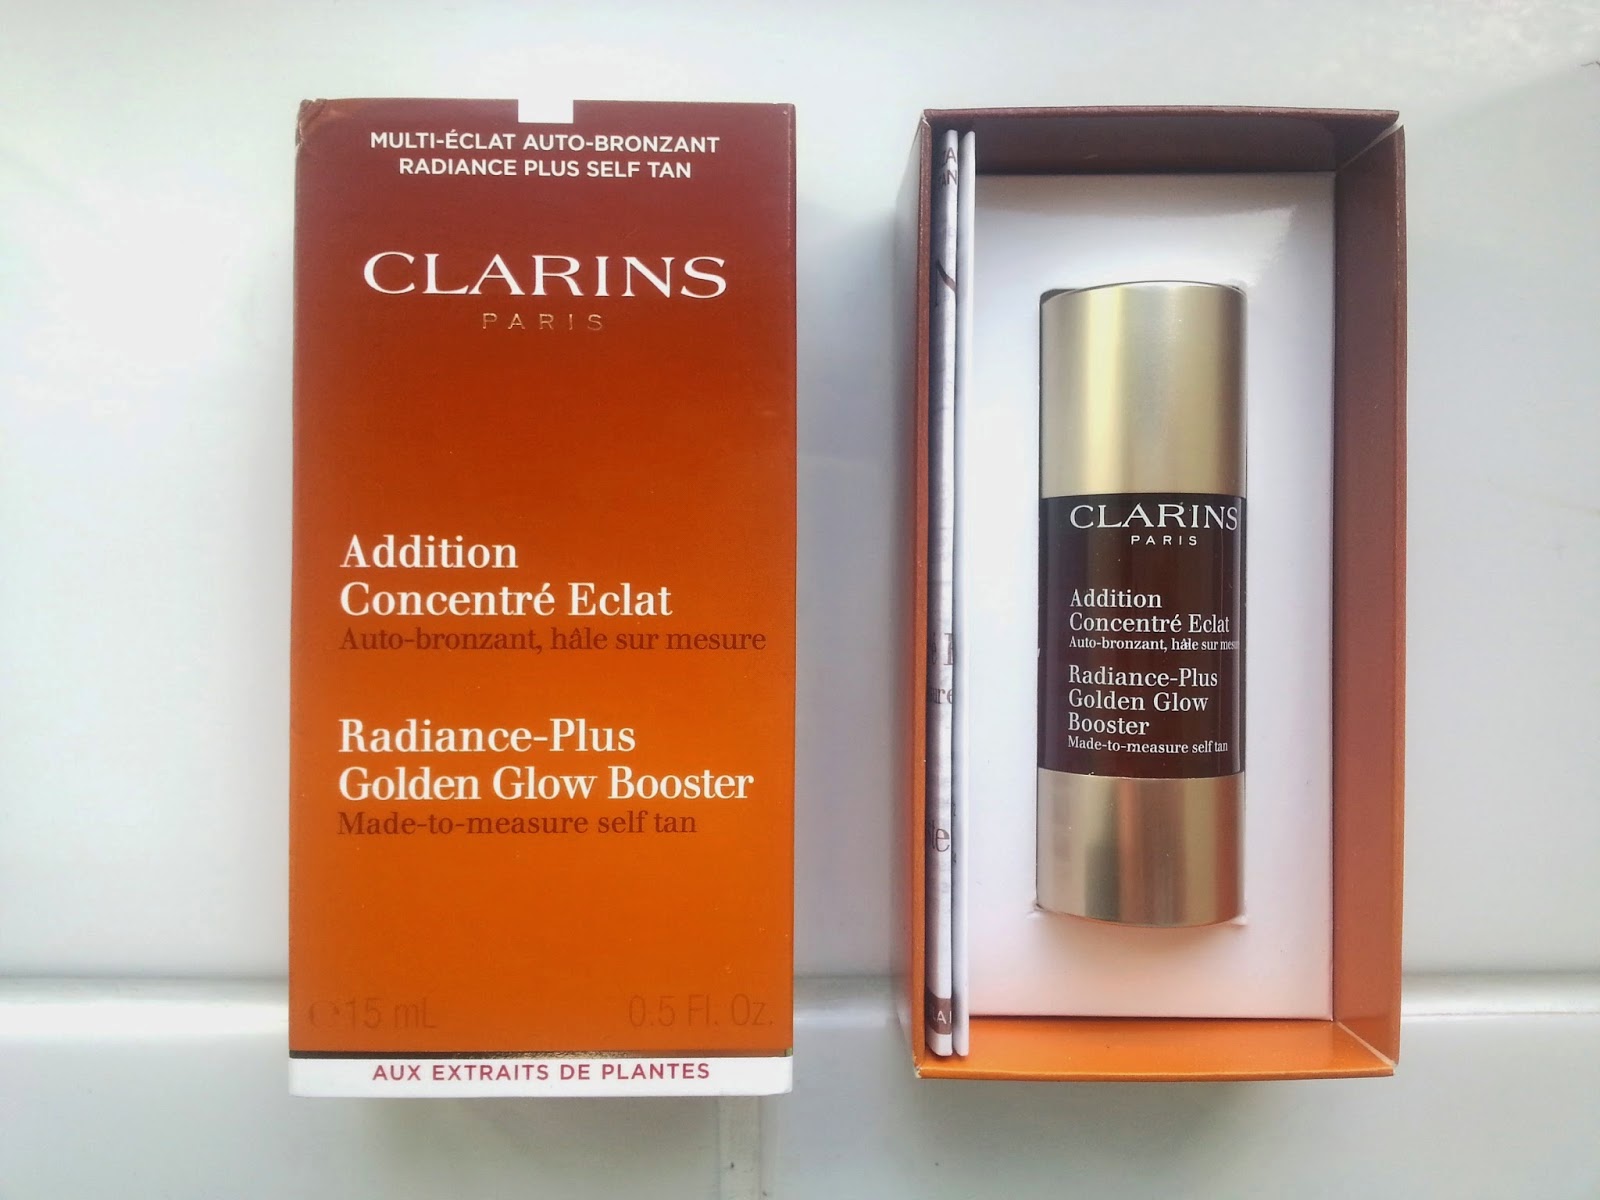 MULTI-ÉCLAT AUTO-BRONZANT
RADIANCE PLUS SELF TAN
CLARINS
PARIS
Addition
Concentré Eclat
Auto-bronzant, hâle sur mesure
Radiance-Plus
Golden Glow Booster
Made-to-measure self tan
℮15 mL 0.5 Fl. Oz.
AUX EXTRAITS DE PLANTES
CLARINS
PARIS
Addition
Concentré Eclat
Auto-bronzant, hâle sur mesu
Radiance-Plus
Golden Glow
Booster
Made-to-measure self tan